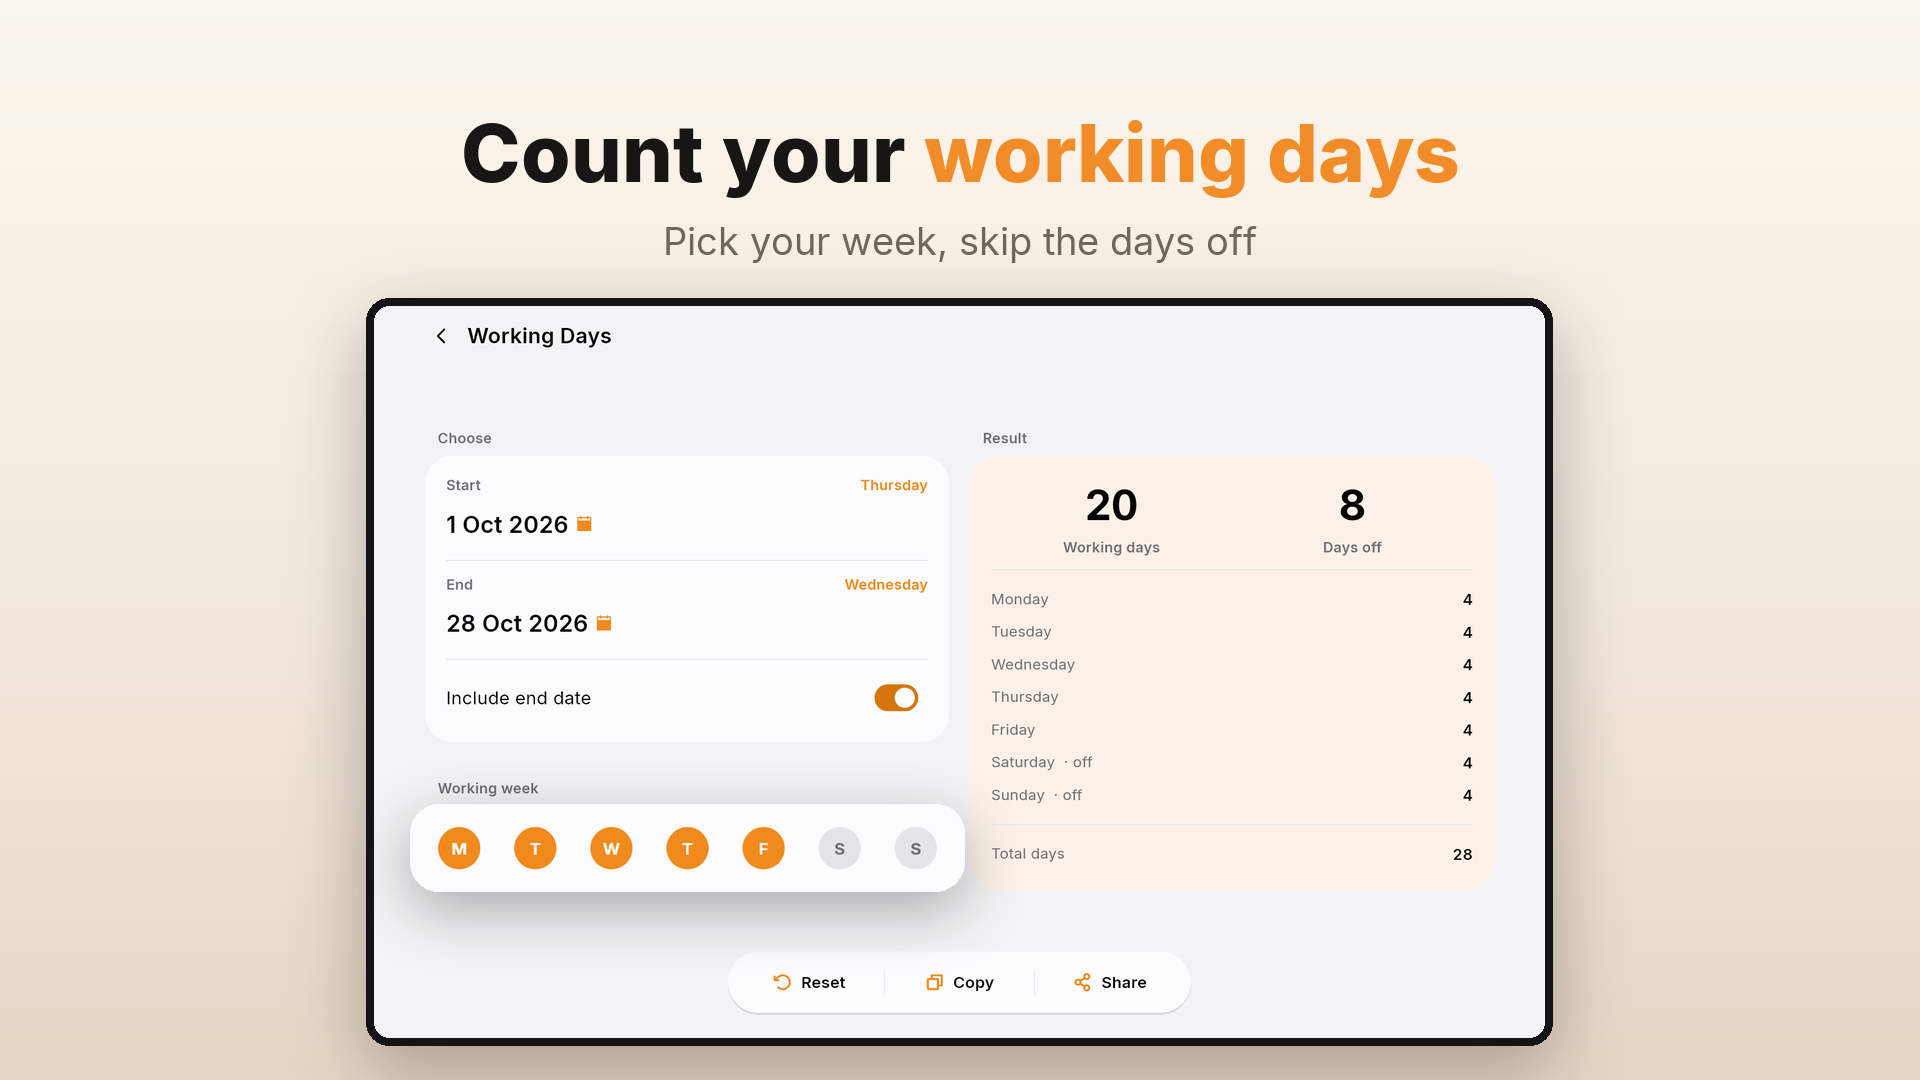 Count your working days
Pick your week, skip the days off
Working Days
Choose
Start
Thursday
1 Oct 2026
End
Wednesday
28 Oct 2026
Include end date
Working week
M T W T F S S
Result
20
Working days
8
Days off
Monday 4
Tuesday 4
Wednesday 4
Thursday 4
Friday 4
Saturday · off 4
Sunday · off 4
Total days 28
Reset
Copy
Share